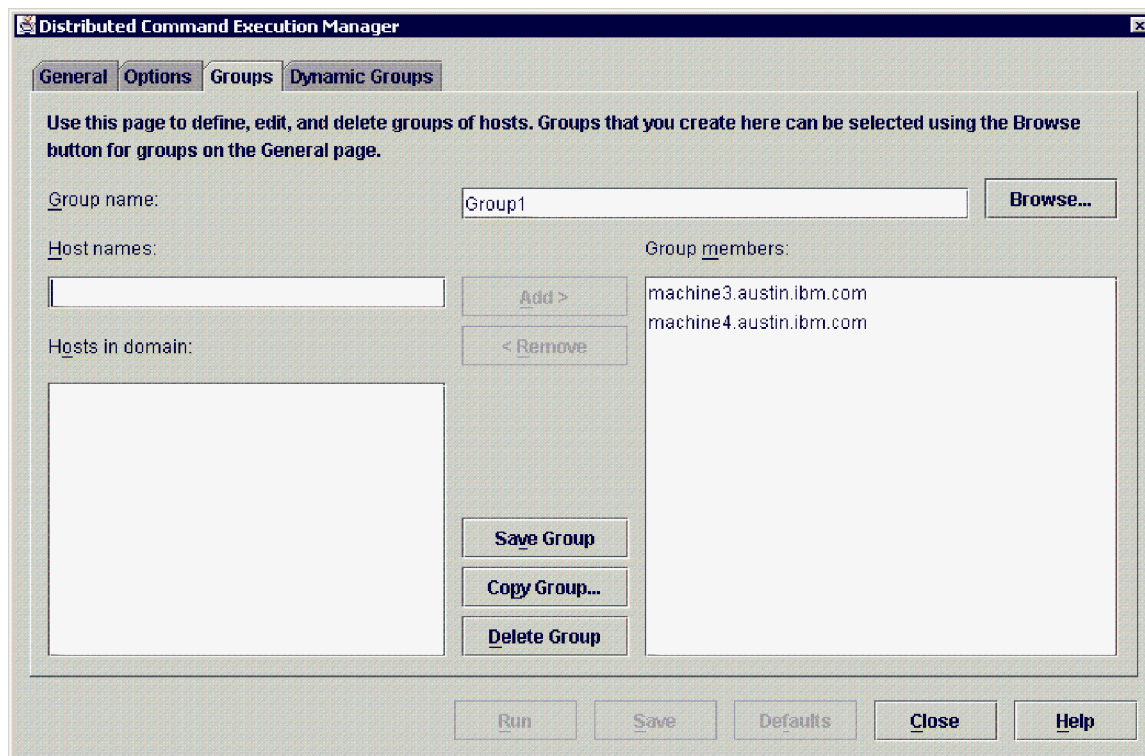 Distributed Command Execution Manager
General Options Groups Dynamic Groups
Use this page to define, edit, and delete groups of hosts. Groups that you create here can be selected using the Browse
button for groups on the General page.
Group name: Group1 Browse...
Host names: Group members:
Add > machine3.austin.ibm.com
machine4.austin.ibm.com
Hosts in domain: < Remove
Save Group
Copy Group...
Delete Group
Run Save Defaults Close Help